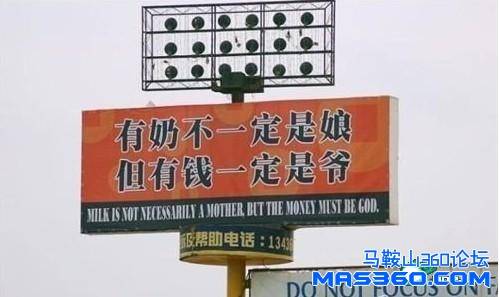 有奶不一定是娘
但有钱一定是爷
MILK IS NOT NECESSARILY A MOTHER, BUT THE MONEY MUST BE GOD.
帮助电话:1343
马鞍山360论坛
MAS360.COM
DO NOT FOCUS ON